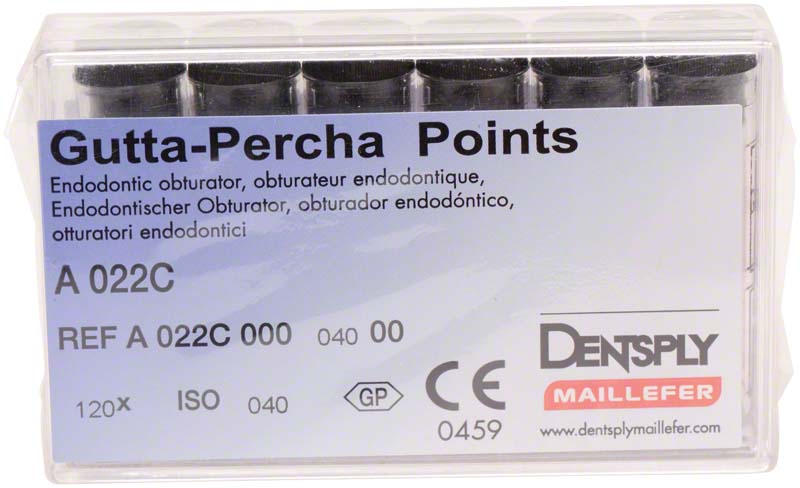 Gutta-Percha Points
Endodontic obturator, obturateur endodontique,
Endodontischer Obturator, obturador endodóntico,
otturatori endodontici
A 022C
REF A 022C 000 040 00
120x ISO 040 GP CE
0459
DENTSPLY
MAILLEFER
www.dentsplymaillefer.com